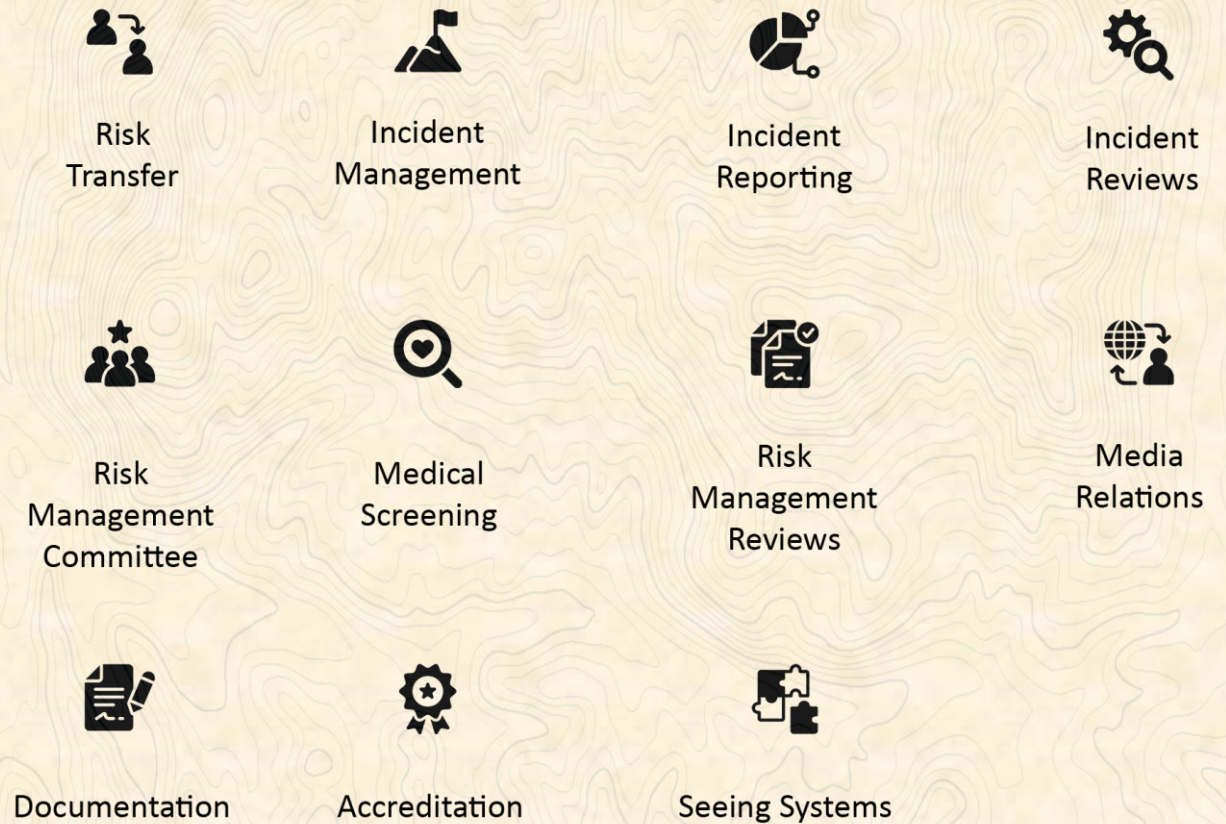 Risk
Transfer
Incident
Management
Incident
Reporting
Incident
Reviews
Risk
Management
Committee
Medical
Screening
Risk
Management
Reviews
Media
Relations
Documentation
Accreditation
Seeing Systems